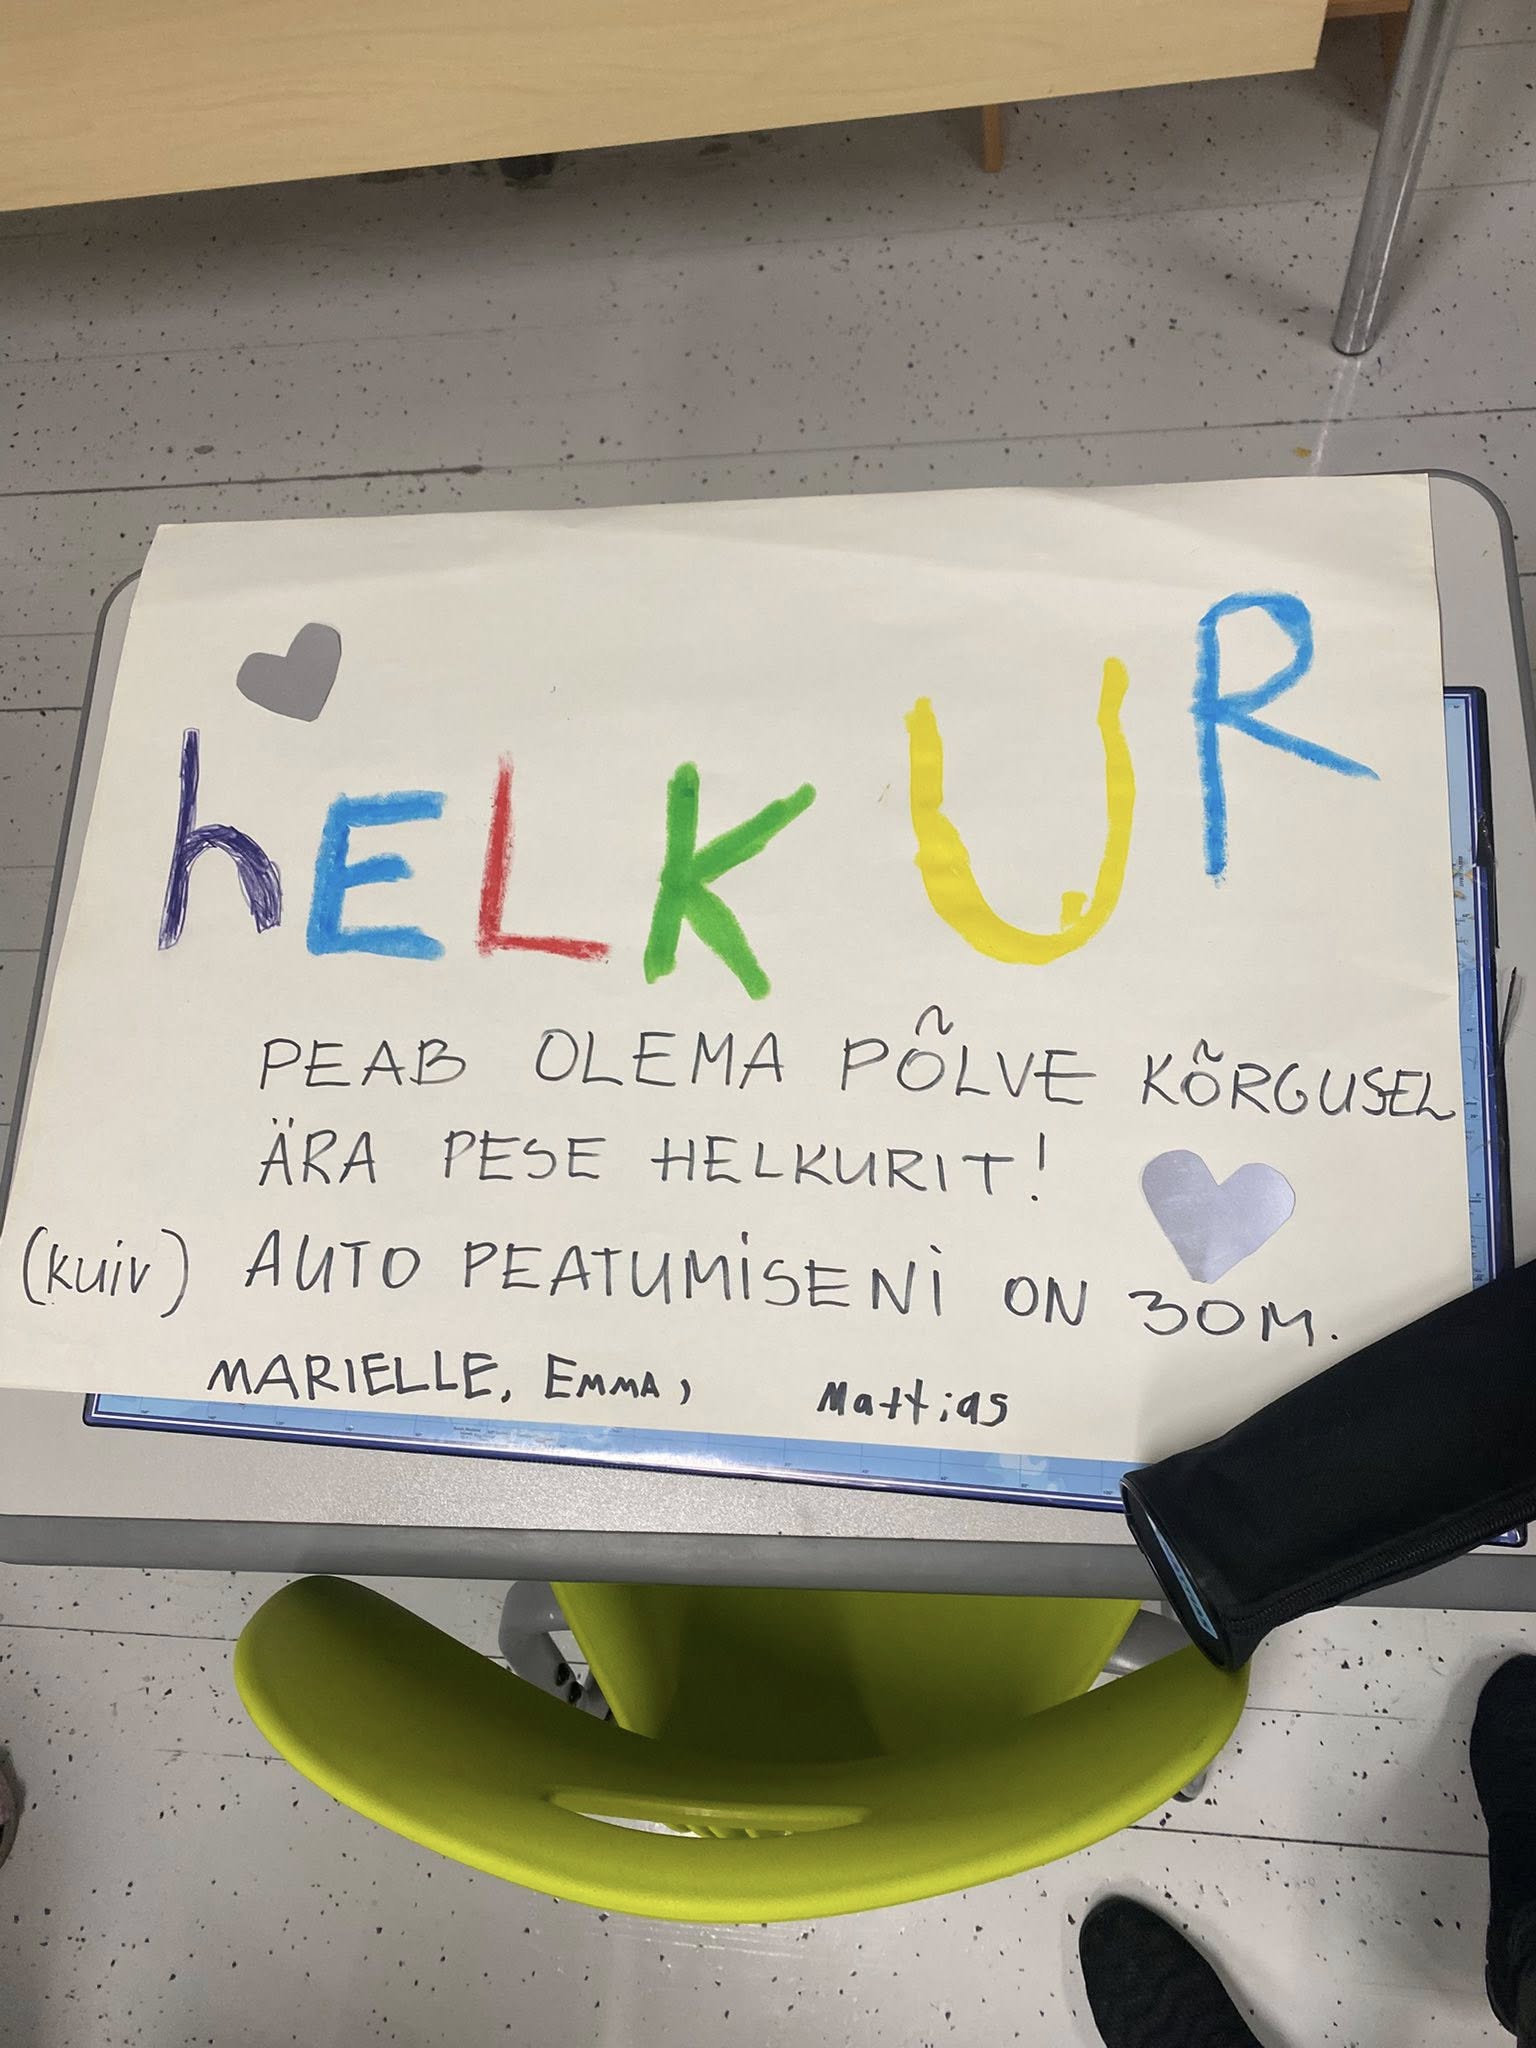 hELKUR
PEAB OLEMA PÕLVE KÕRGUSEL
ÄRA PESE HELKURIT!
(kuiv) AUTO PEATUMiSENi ON 30M.
MARIELLE, EMMA, Mattias